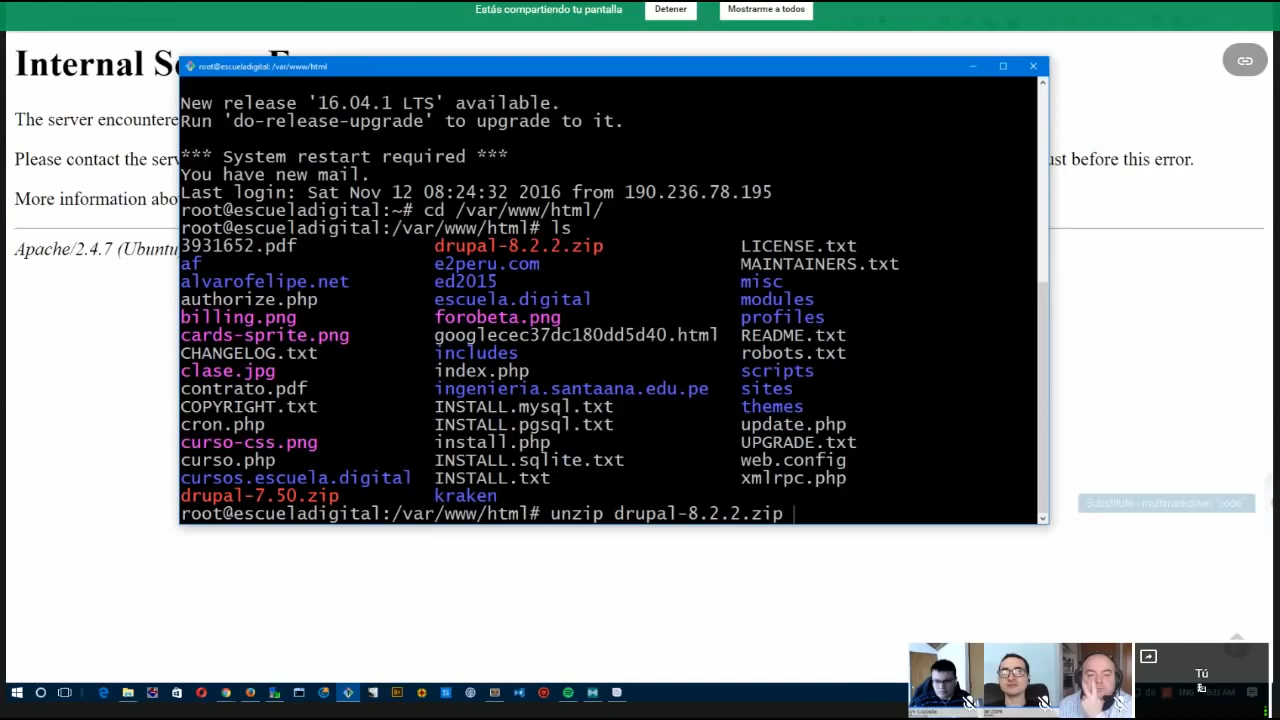 Estás compartiendo tu pantalla
Detener
Mostrarme a todos
Internal S
root@escueladigital: /var/www/html
The server encountere
Please contact the serv
ust before this error.
More information abo
Apache/2.4.7 (Ubuntu
New release '16.04.1 LTS' available.
Run 'do-release-upgrade' to upgrade to it.
*** System restart required ***
You have new mail.
Last login: Sat Nov 12 08:24:32 2016 from 190.236.78.195
root@escueladigital:~# cd /var/www/html/
root@escueladigital:/var/www/html# ls
3931652.pdf drupal-8.2.2.zip LICENSE.txt
af e2peru.com MAINTAINERS.txt
alvarofelipe.net ed2015 misc
authorize.php escuela.digital modules
billing.png forobeta.png profiles
cards-sprite.png googlecec37dc180dd5d40.html README.txt
CHANGELOG.txt includes robots.txt
clase.jpg index.php scripts
contrato.pdf ingenieria.santaana.edu.pe sites
COPYRIGHT.txt INSTALL.mysql.txt themes
cron.php INSTALL.pgsql.txt update.php
curso-css.png install.php UPGRADE.txt
curso.php INSTALL.sqlite.txt web.config
cursos.escuela.digital INSTALL.txt xmlrpc.php
drupal-7.50.zip kraken
root@escueladigital:/var/www/html# unzip drupal-8.2.2.zip
Substitute - multimarkdown 'code'
Tú
ENG